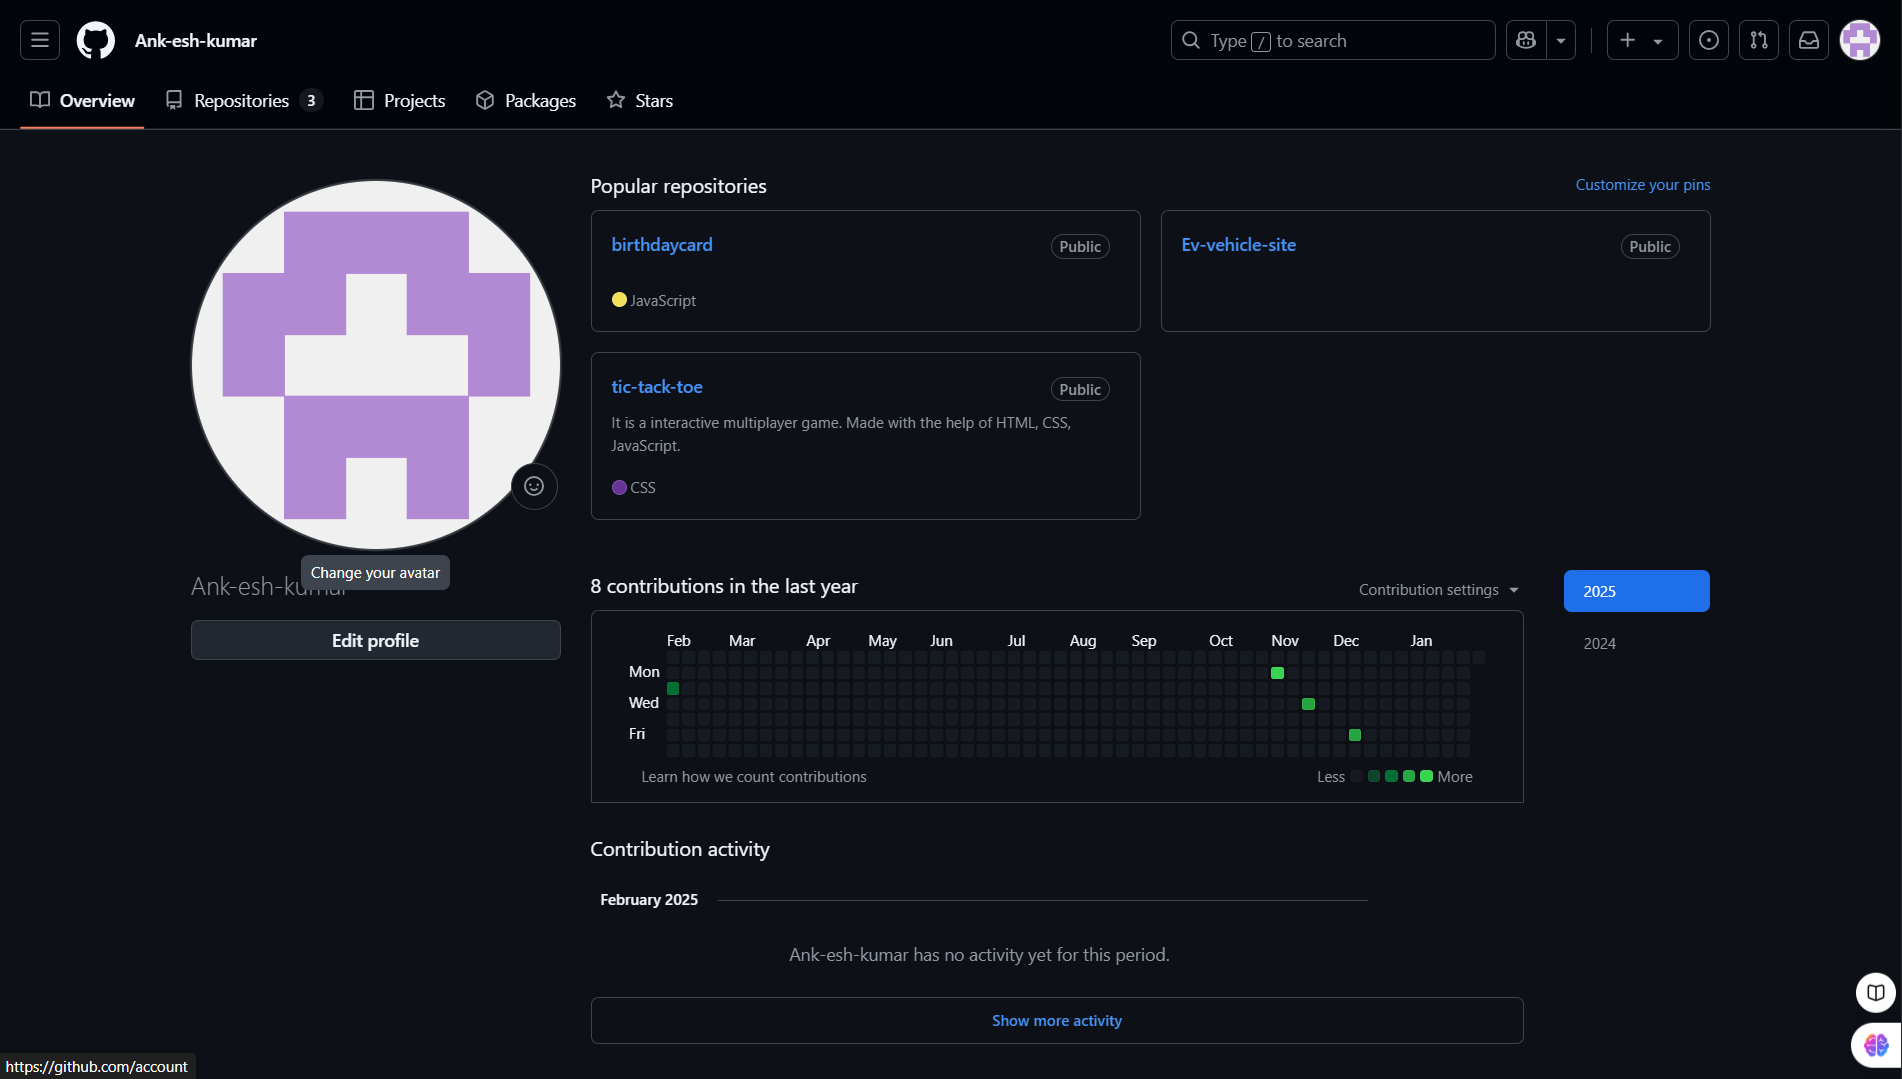 Ank-esh-kumar
Type / to search
Overview
Repositories 3
Projects
Packages
Stars
Popular repositories
Customize your pins
birthdaycard
Public
JavaScript
Ev-vehicle-site
Public
tic-tack-toe
Public
It is a interactive multiplayer game. Made with the help of HTML, CSS,
JavaScript.
CSS
Change your avatar
Ank-esh-kumar
Edit profile
8 contributions in the last year
Contribution settings
2025
2024
Feb Mar Apr May Jun Jul Aug Sep Oct Nov Dec Jan
Mon
Wed
Fri
Learn how we count contributions
Less More
Contribution activity
February 2025
Ank-esh-kumar has no activity yet for this period.
Show more activity
https://github.com/account